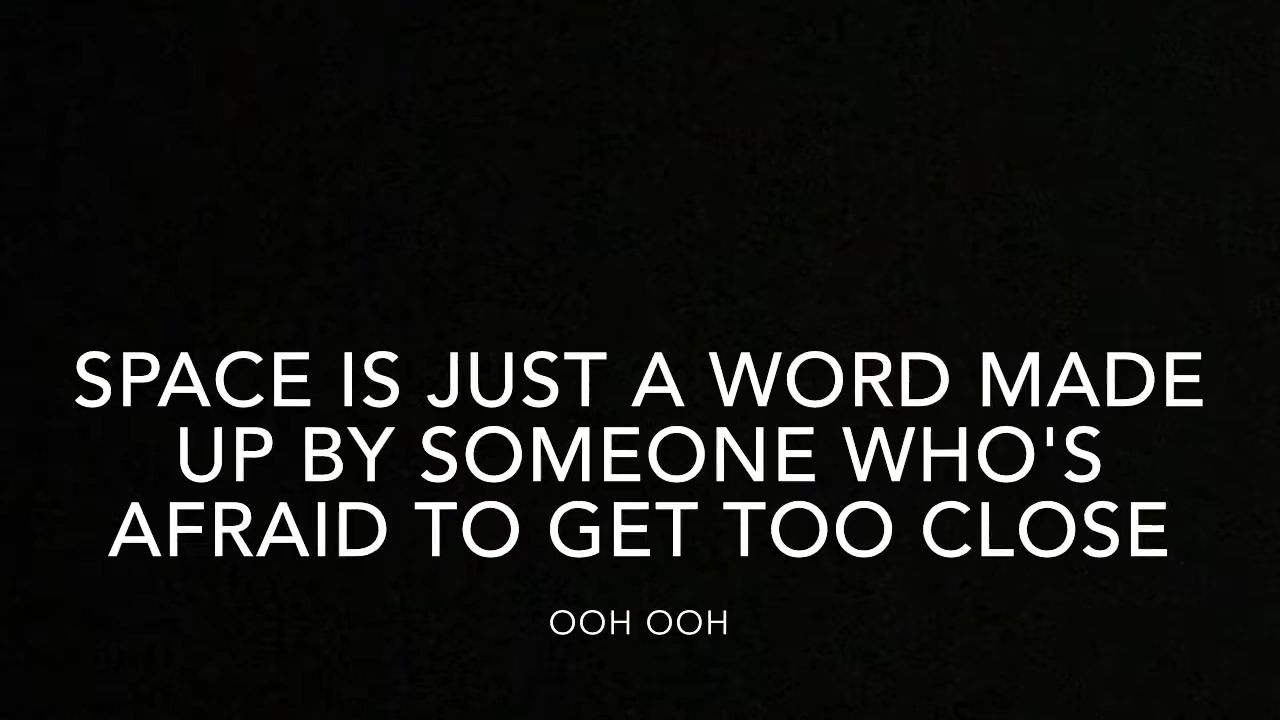 SPACE IS JUST A WORD MADE
UP BY SOMEONE WHO'S
AFRAID TO GET TOO CLOSE
OOH OOH